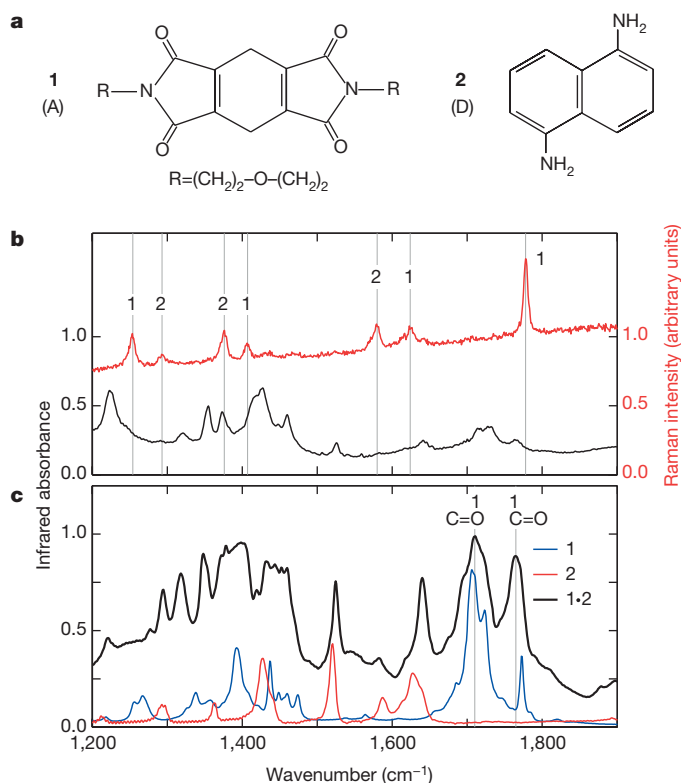 a
1
(A)
O
O
R
N
N
R
O
O
R=(CH₂)₂–O–(CH₂)₂
2
(D)
NH₂
NH₂
b
1 2 2 1 2 1 1
1.0
0.5
0.0
1.0
0.5
0.0
Infrared absorbance
Raman intensity (arbitrary units)
c
1
C=O
1
C=O
1
2
1•2
1.0
0.5
0.0
1,200 1,400 1,600 1,800
Wavenumber (cm⁻¹)